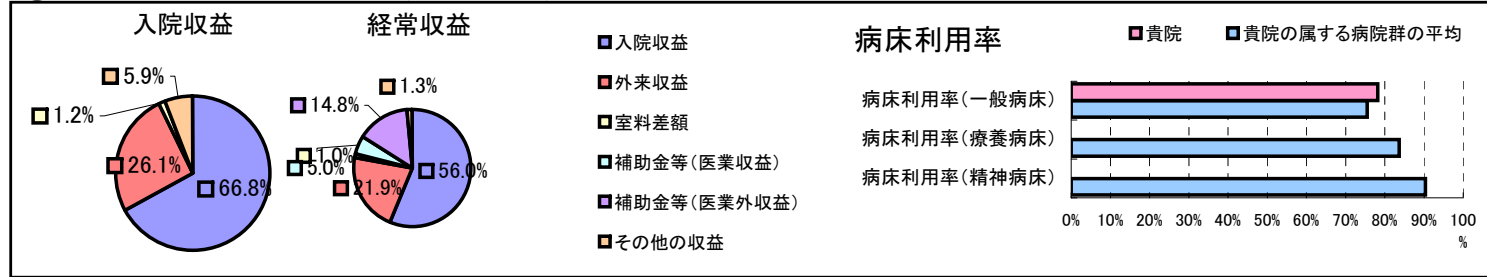 入院収益
5.9%
1.2%
26.1%
66.8%
経常収益
1.3%
14.8%
1.0%
5.0%
21.9%
56.0%
入院収益
外来収益
室料差額
補助金等(医業収益)
補助金等(医業外収益)
その他の収益
病床利用率
貴院
貴院の属する病院群の平均
病床利用率(一般病床)
病床利用率(療養病床)
病床利用率(精神病床)
0% 10% 20% 30% 40% 50% 60% 70% 80% 90% 100
%